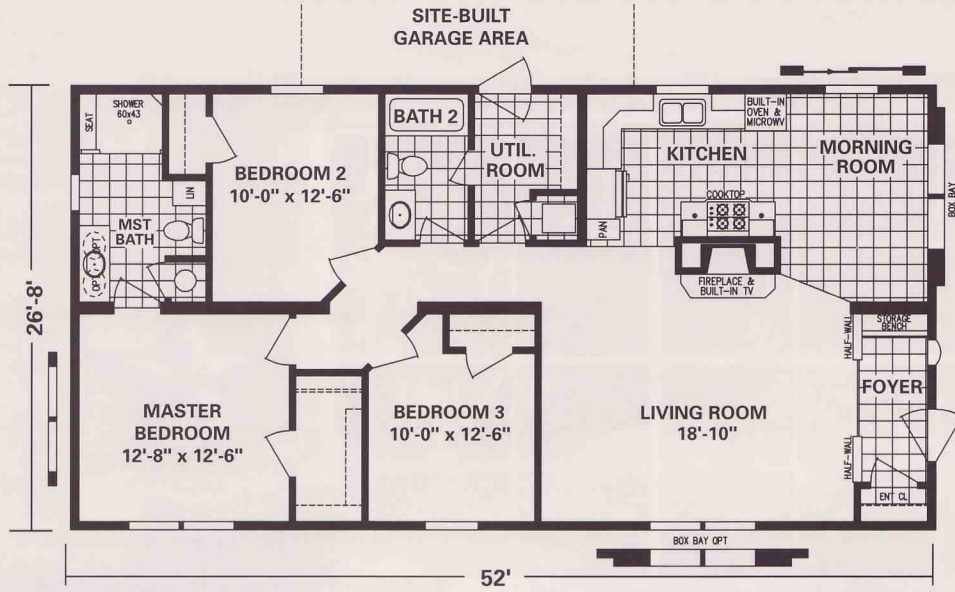 SITE-BUILT
GARAGE AREA
SHOWER
60x43
SEAT
BEDROOM 2
10'-0" x 12'-6"
BATH 2
UTIL.
ROOM
BUILT-IN
OVEN &
MICROWV
KITCHEN
MORNING
ROOM
BOX BAY
LIN
MST
BATH
OPT
OPT
COOKTOP
PAN
FIREPLACE &
BUILT-IN TV
26'-8"
HALF-WALL
STORAGE
BENCH
FOYER
MASTER
BEDROOM
12'-8" x 12'-6"
BEDROOM 3
10'-0" x 12'-6"
LIVING ROOM
18'-10"
HALF-WALL
ENT CL
BOX BAY OPT
52'